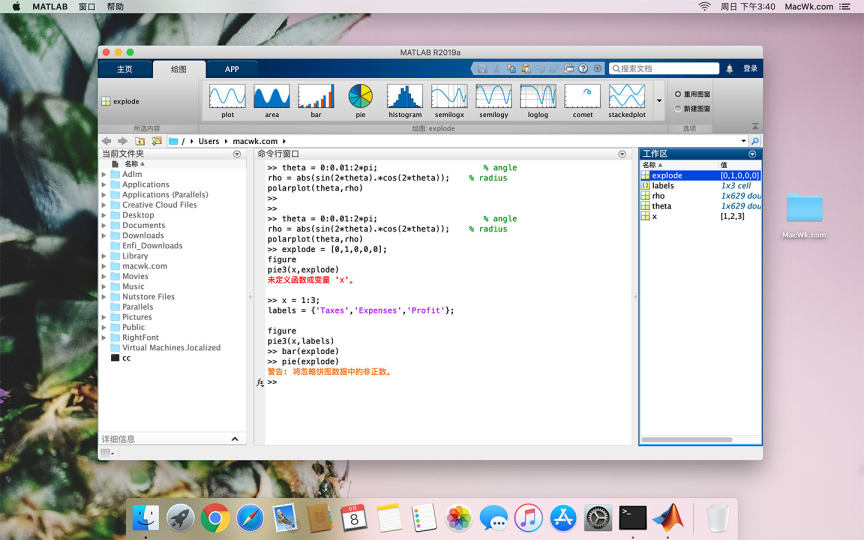 MATLAB 窗口 帮助
周日 下午3:40 MacWk.com
MATLAB R2019a
主页 绘图 APP
搜索文档
登录
explode
所选内容
plot area bar pie histogram semilogx semilogy loglog comet stackedplot
绘图: explode
重用图窗
新建图窗
选项
/ Users macwk.com
当前文件夹
名称
Adlm
Applications
Applications (Parallels)
Creative Cloud Files
Desktop
Documents
Downloads
Enfi_Downloads
Library
macwk.com
Movies
Music
Nutstore Files
Parallels
Pictures
Public
RightFont
Virtual Machines.localized
cc
详细信息
命令行窗口
>> theta = 0:0.01:2*pi; % angle
rho = abs(sin(2*theta).*cos(2*theta)); % radius
polarplot(theta,rho)
>>
>>
>> theta = 0:0.01:2*pi; % angle
rho = abs(sin(2*theta).*cos(2*theta)); % radius
polarplot(theta,rho)
>> explode = [0,1,0,0,0];
figure
pie3(x,explode)
未定义函数或变量 'x'。
>> x = 1:3;
labels = {'Taxes','Expenses','Profit'};
figure
pie3(x,labels)
>> bar(explode)
>> pie(explode)
警告: 将忽略饼图数据中的非正数。
fx >>
工作区
名称 值
explode [0,1,0,0,0]
labels 1x3 cell
rho 1x629 dou
theta 1x629 dou
x [1,2,3]
MacWk.com
8